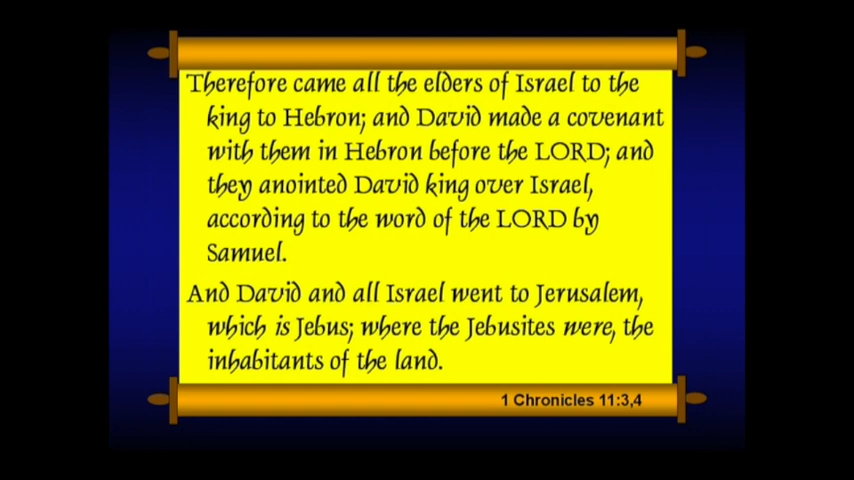 Therefore came all the elders of Israel to the
king to Hebron; and David made a covenant
with them in Hebron before the LORD; and
they anointed David king over Israel,
according to the word of the LORD by
Samuel.
And David and all Israel went to Jerusalem,
which is Jebus; where the Jebusites were, the
inhabitants of the land.
1 Chronicles 11:3,4